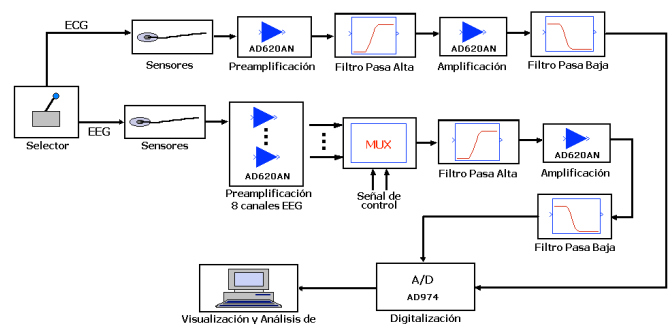 ECG
Sensores
AD620AN
Preamplificación
Filtro Pasa Alta
AD620AN
Amplificación
Filtro Pasa Baja
Selector
EEG
Sensores
AD620AN
Preamplificación
8 canales EEG
MUX
Señal de
control
Filtro Pasa Alta
AD620AN
Amplificación
Filtro Pasa Baja
A/D
AD974
Digitalización
Visualización y Análisis de